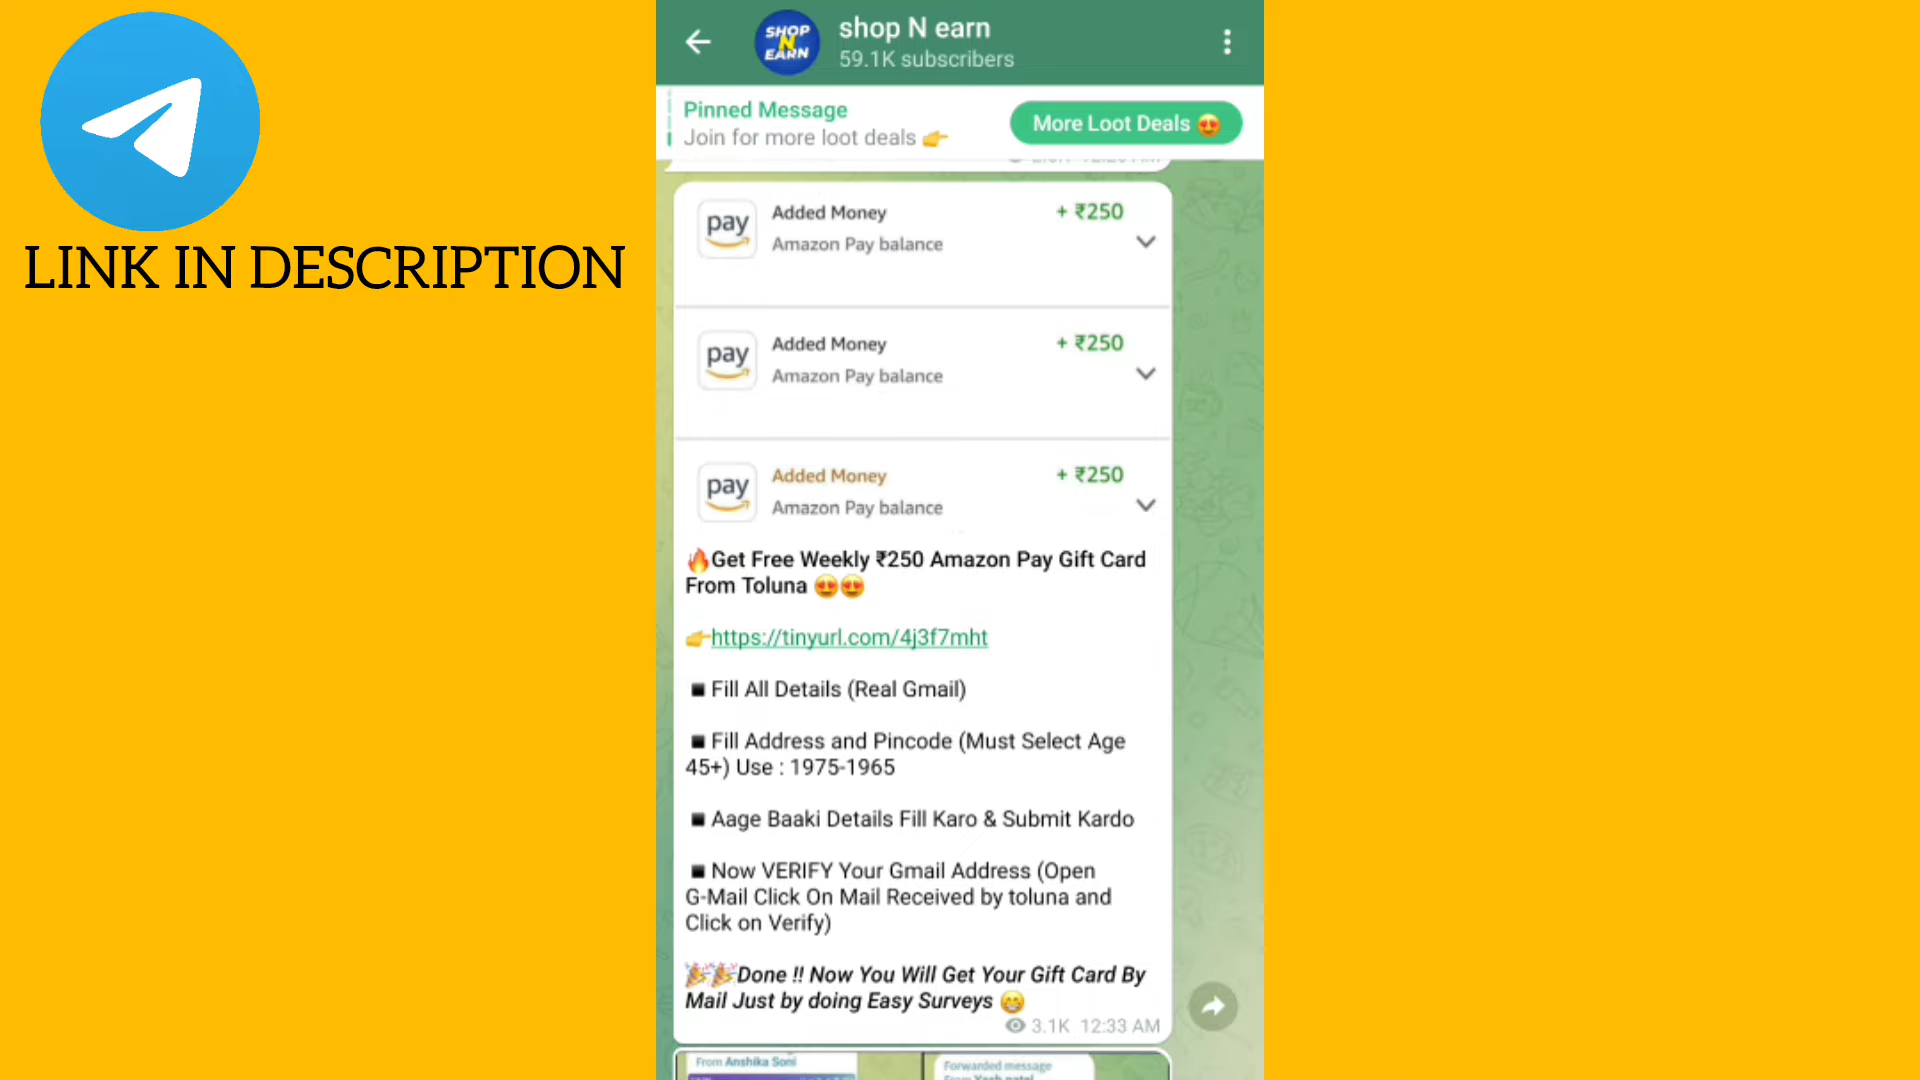 LINK IN DESCRIPTION
SHOP
N
EARN
shop N earn
59.1K subscribers
Pinned Message
Join for more loot deals 👉
More Loot Deals 😍
pay
Added Money
+ ₹250
Amazon Pay balance
pay
Added Money
+ ₹250
Amazon Pay balance
pay
Added Money
+ ₹250
Amazon Pay balance
🔥Get Free Weekly ₹250 Amazon Pay Gift Card
From Toluna 😍😍
👉https://tinyurl.com/4j3f7mht
◾Fill All Details (Real Gmail)
◾Fill Address and Pincode (Must Select Age
45+) Use : 1975-1965
◾Aage Baaki Details Fill Karo & Submit Kardo
◾Now VERIFY Your Gmail Address (Open
G-Mail Click On Mail Received by toluna and
Click on Verify)
🎉🎉Done !! Now You Will Get Your Gift Card By
Mail Just by doing Easy Surveys 😁
3.1K 12:33 AM
From Anshika Soni
Forwarded message